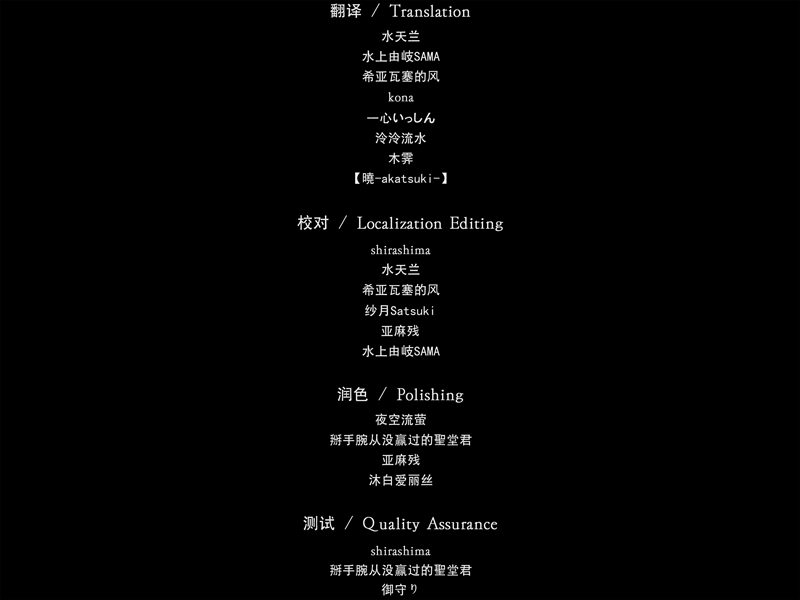 翻译 / Translation
水天兰
水上由岐SAMA
希亚瓦塞的风
kona
一心いっしん
泠泠流水
木霁
【曉-akatsuki-】
校对 / Localization Editing
shirashima
水天兰
希亚瓦塞的风
纱月Satsuki
亚麻残
水上由岐SAMA
润色 / Polishing
夜空流萤
掰手腕从没赢过的聖堂君
亚麻残
沐白爱丽丝
测试 / Quality Assurance
shirashima
掰手腕从没赢过的聖堂君
御守り